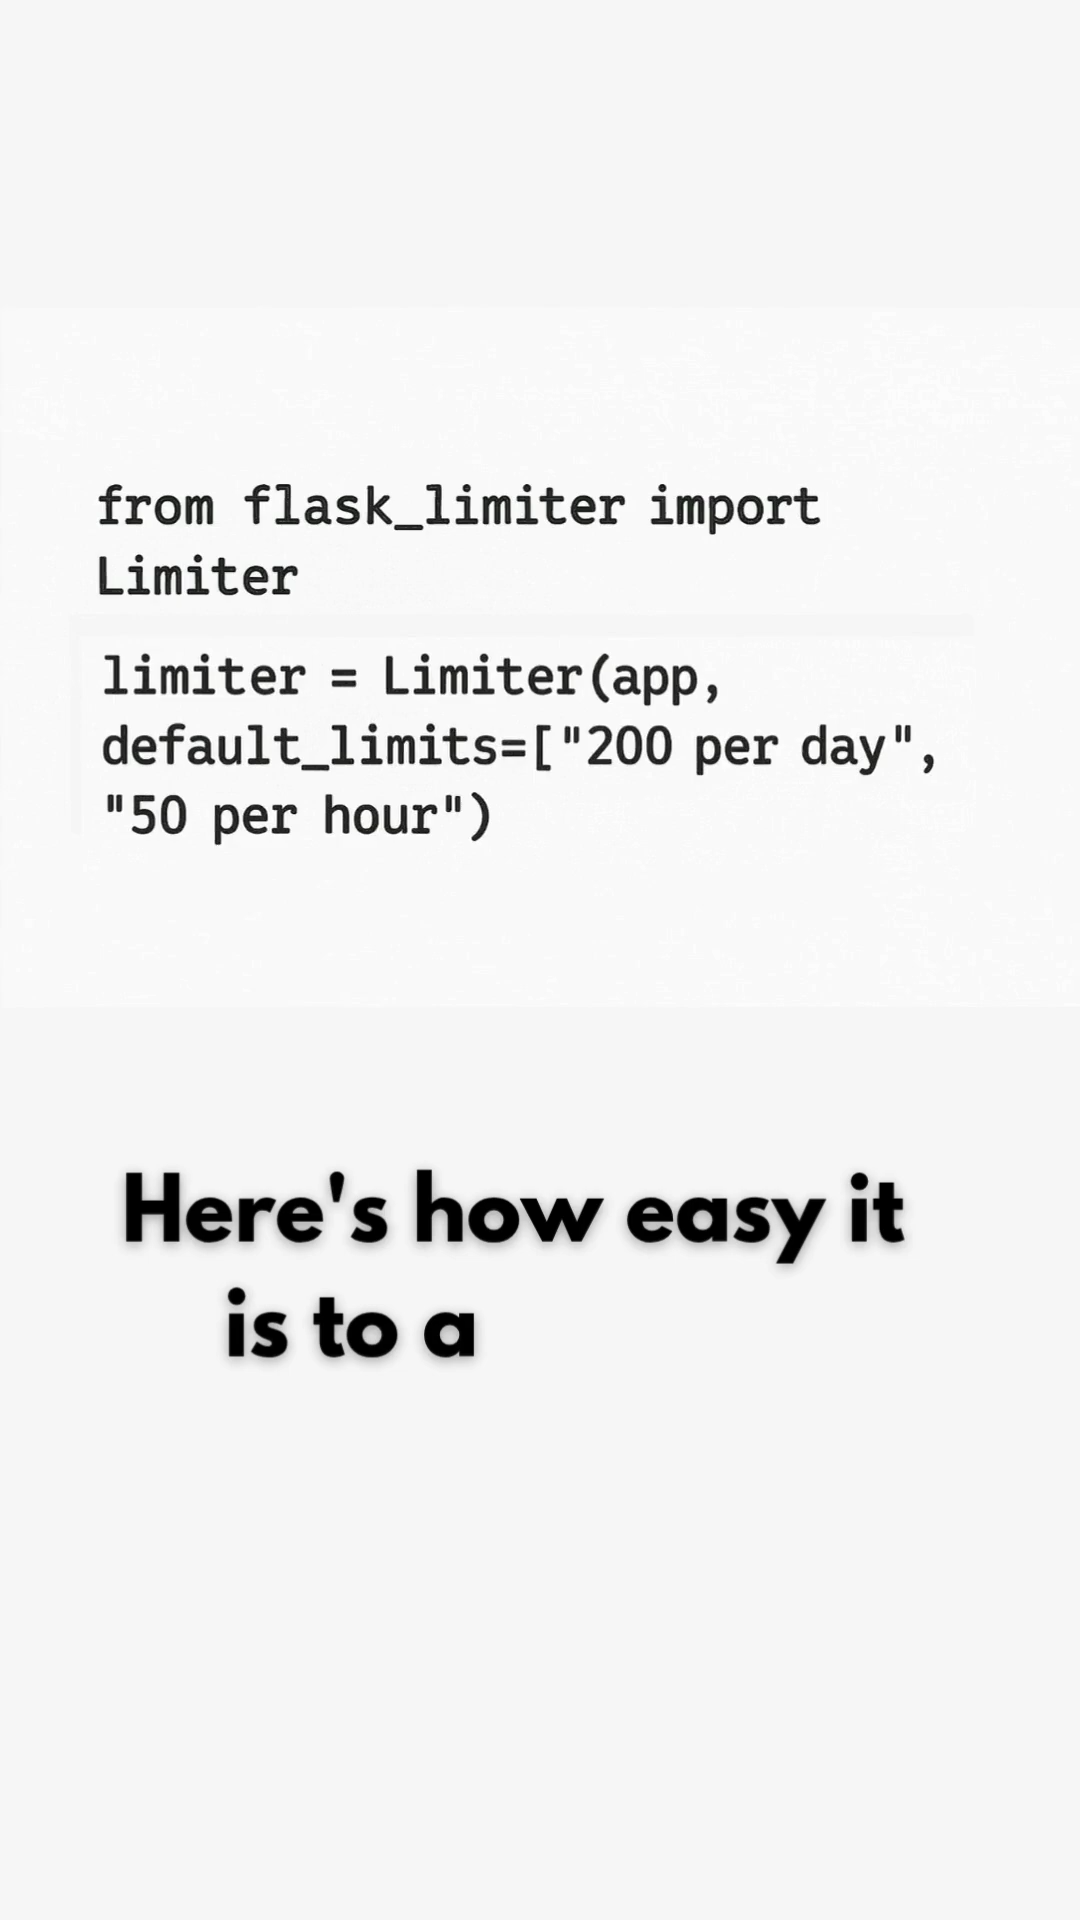 from flask_limiter import
Limiter
limiter = Limiter(app,
default_limits=["200 per day",
"50 per hour")
Here's how easy it
is to a